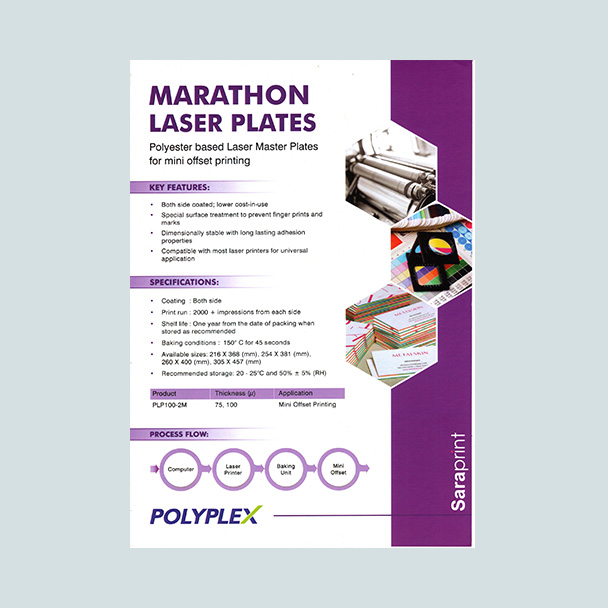 MARATHON
LASER PLATES
Polyester based Laser Master Plates
for mini offset printing
KEY FEATURES:
• Both side coated; lower cost-in-use
• Special surface treatment to prevent finger prints and
marks
• Dimensionally stable with long lasting adhesion
properties
• Compatible with most laser printers for universal
application
SPECIFICATIONS:
• Coating : Both side
• Print run : 2000 + impressions from each side
• Shelf life : One year from the date of packing when
stored as recommended
• Baking conditions : 150° C for 45 seconds
• Available sizes: 216 X 368 (mm), 254 X 381 (mm),
260 X 400 (mm), 305 X 457 (mm)
• Recommended storage: 20 - 25°C and 50% ± 5% (RH)
Product Thickness (μ) Application
PLP100-2M 75, 100 Mini Offset Printing
PROCESS FLOW:
Computer
Laser
Printer
Baking
Unit
Mini
Offset
POLYPLEX
Saraprint